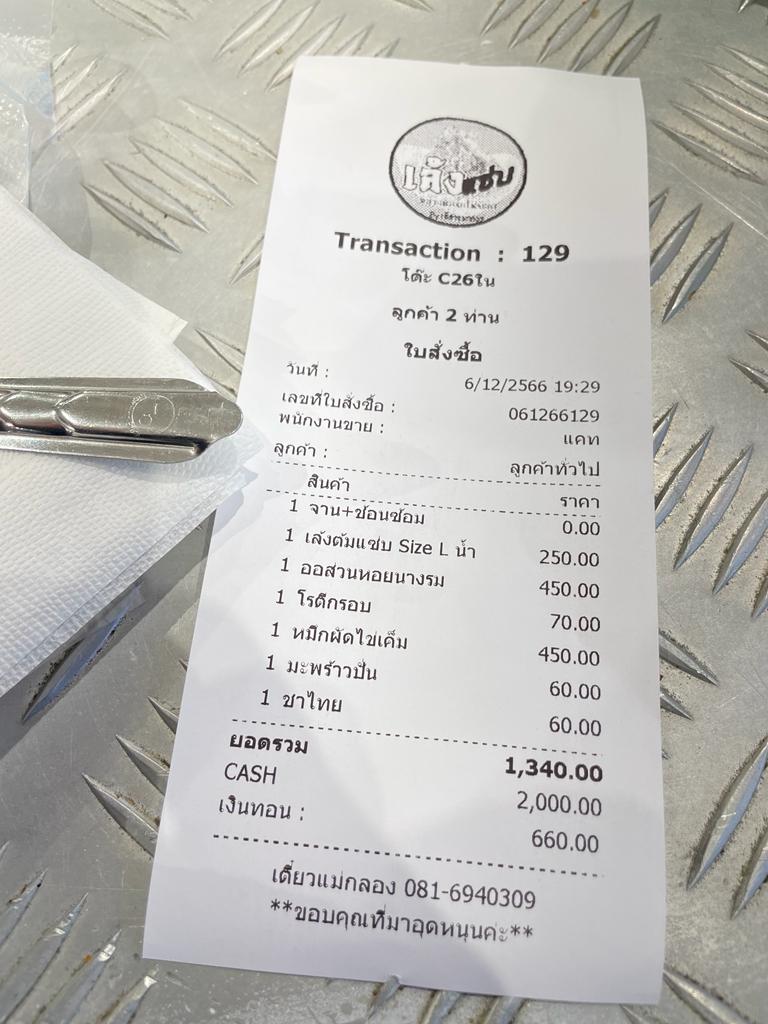 เล้งแซ่บ
Transaction : 129
โต๊ะ C26ใน
ลูกค้า 2 ท่าน
ใบสั่งซื้อ
วันที่ : 6/12/2566 19:29
เลขที่ใบสั่งซื้อ : 061266129
พนักงานขาย : แคท
ลูกค้า : ลูกค้าทั่วไป
สินค้า ราคา
1 จาน+ช้อนซ้อม 0.00
1 เล้งต้มแซ่บ Size L น้ำ 250.00
1 ออส่วนหอยนางรม 450.00
1 โรตีกรอบ 70.00
1 หมึกผัดไข่เค็ม 450.00
1 มะพร้าวปั่น 60.00
1 ชาไทย 60.00
ยอดรวม 1,340.00
CASH 2,000.00
เงินทอน : 660.00
เตี๋ยวแม่กลอง 081-6940309
**ขอบคุณที่มาอุดหนุนค่ะ**